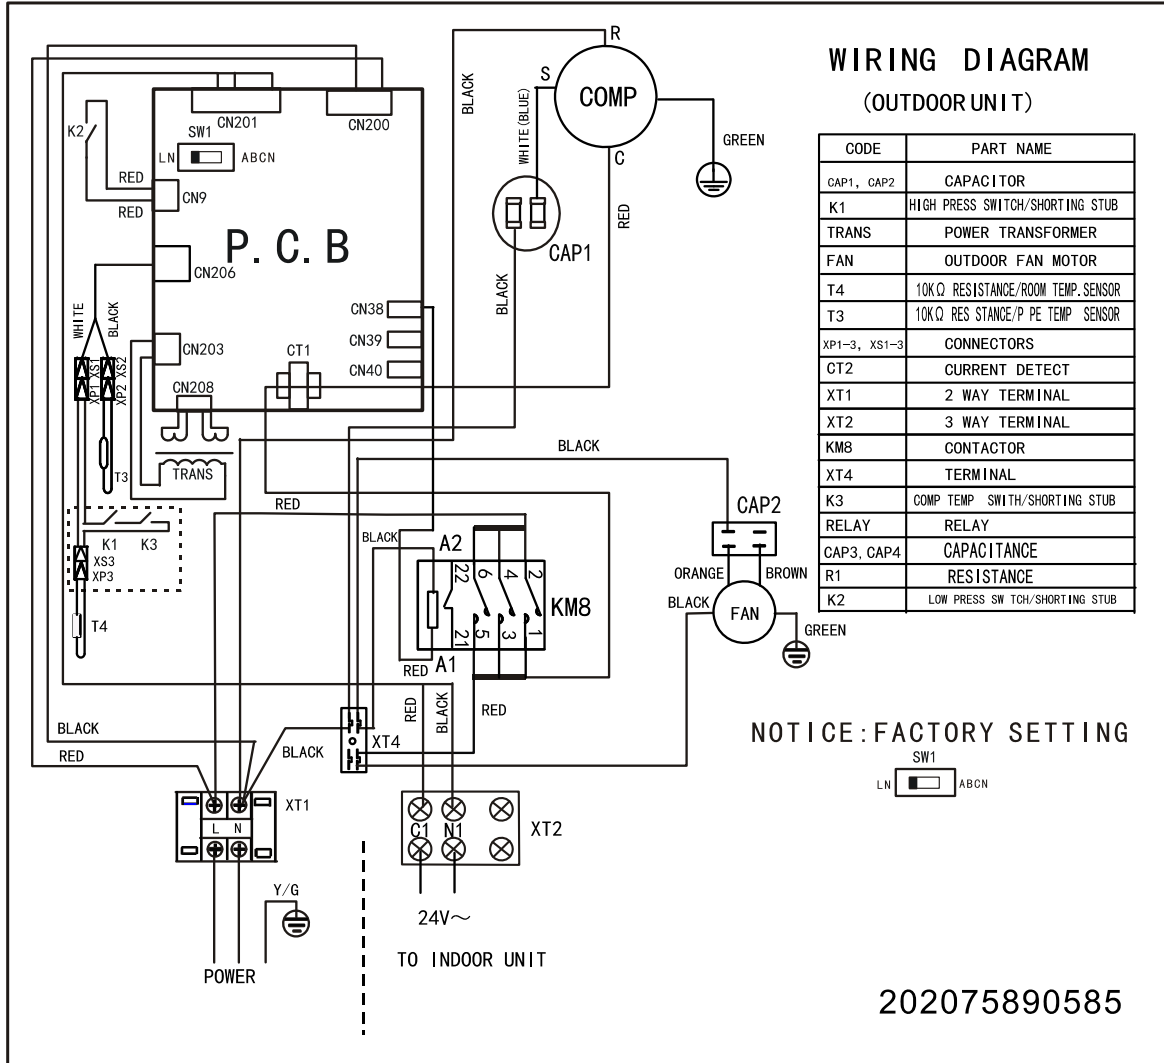 WIRING DIAGRAM
(OUTDOOR UNIT)
CODE PART NAME
CAP1, CAP2 CAPACITOR
K1 HIGH PRESS SWITCH/SHORTING STUB
TRANS POWER TRANSFORMER
FAN OUTDOOR FAN MOTOR
T4 10KΩ RESISTANCE/ROOM TEMP. SENSOR
T3 10KΩ RES STANCE/P PE TEMP SENSOR
XP1-3, XS1-3 CONNECTORS
CT2 CURRENT DETECT
XT1 2 WAY TERMINAL
XT2 3 WAY TERMINAL
KM8 CONTACTOR
XT4 TERMINAL
K3 COMP TEMP SWITH/SHORTING STUB
RELAY RELAY
CAP3, CAP4 CAPACITANCE
R1 RESISTANCE
K2 LOW PRESS SW TCH/SHORTING STUB
R
S
COMP
C
BLACK
WHITE(BLUE)
GREEN
RED
CAP1
BLACK
CN201
CN200
K2
SW1
LN ABCN
RED
RED
CN9
P.C.B
CN206
WHITE
BLACK
CN38
CN39
CN40
CN203
CT1
CN208
XP1 XS1
XP2 XS2
TRANS
T3
K1 K3
XS3
XP3
T4
RED
BLACK
BLACK
A2
22 6 4 2
KM8
21 5 3 1
A1
RED
CAP2
ORANGE BROWN
BLACK
FAN
GREEN
BLACK
RED
BLACK
RED
BLACK
RED
XT4
XT1
L N
C1 N1
XT2
Y/G
24V~
POWER
TO INDOOR UNIT
NOTICE:FACTORY SETTING
SW1
LN ABCN
202075890585